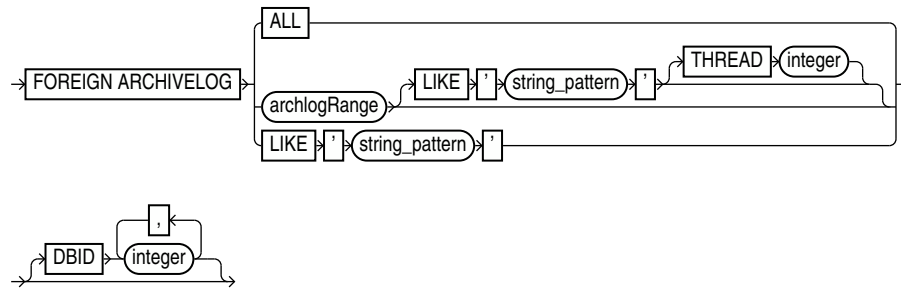 ALL
FOREIGN ARCHIVELOG
archlogRange LIKE ' string_pattern ' THREAD integer
LIKE ' string_pattern '
DBID integer ,